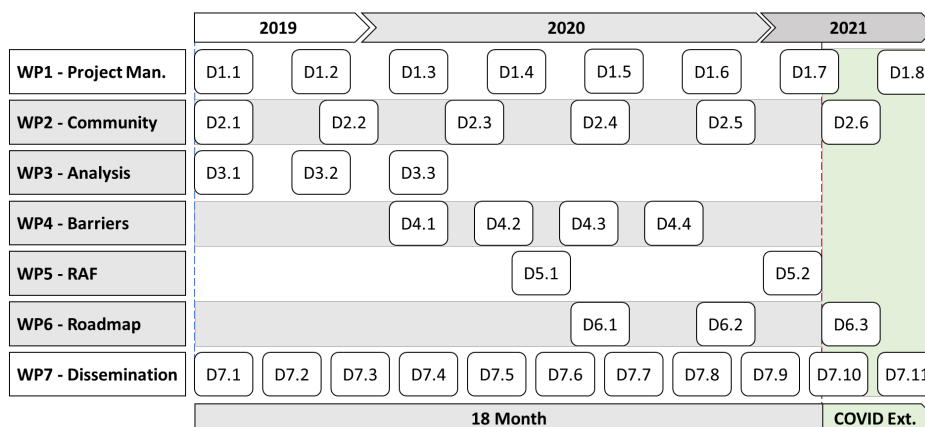 2019 2020 2021
WP1 - Project Man. D1.1 D1.2 D1.3 D1.4 D1.5 D1.6 D1.7 D1.8
WP2 - Community D2.1 D2.2 D2.3 D2.4 D2.5 D2.6
WP3 - Analysis D3.1 D3.2 D3.3
WP4 - Barriers D4.1 D4.2 D4.3 D4.4
WP5 - RAF D5.1 D5.2
WP6 - Roadmap D6.1 D6.2 D6.3
WP7 - Dissemination D7.1 D7.2 D7.3 D7.4 D7.5 D7.6 D7.7 D7.8 D7.9 D7.10 D7.11
18 Month COVID Ext.